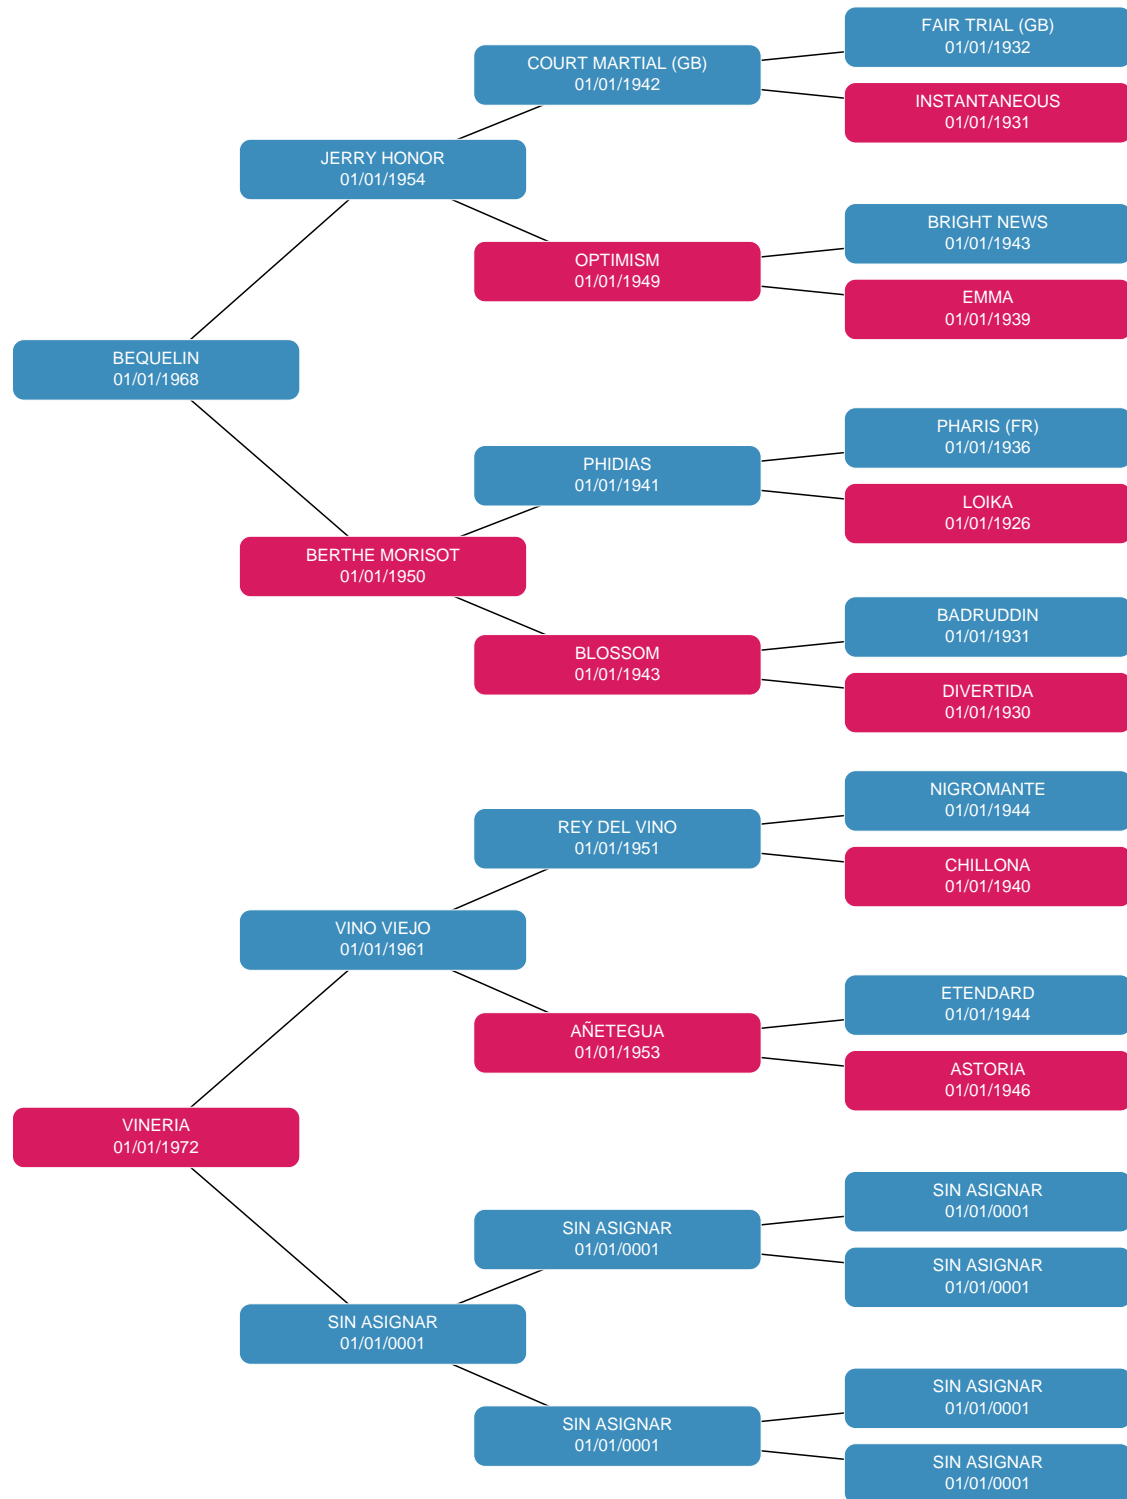 FAIR TRIAL (GB)
01/01/1932
COURT MARTIAL (GB)
01/01/1942
INSTANTANEOUS
01/01/1931
JERRY HONOR
01/01/1954
BRIGHT NEWS
01/01/1943
OPTIMISM
01/01/1949
EMMA
01/01/1939
BEQUELIN
01/01/1968
PHARIS (FR)
01/01/1936
PHIDIAS
01/01/1941
LOIKA
01/01/1926
BERTHE MORISOT
01/01/1950
BADRUDDIN
01/01/1931
BLOSSOM
01/01/1943
DIVERTIDA
01/01/1930
NIGROMANTE
01/01/1944
REY DEL VINO
01/01/1951
CHILLONA
01/01/1940
VINO VIEJO
01/01/1961
ETENDARD
01/01/1944
AÑETEGUA
01/01/1953
ASTORIA
01/01/1946
VINERIA
01/01/1972
SIN ASIGNAR
01/01/0001
SIN ASIGNAR
01/01/0001
SIN ASIGNAR
01/01/0001
SIN ASIGNAR
01/01/0001
SIN ASIGNAR
01/01/0001
SIN ASIGNAR
01/01/0001
SIN ASIGNAR
01/01/0001